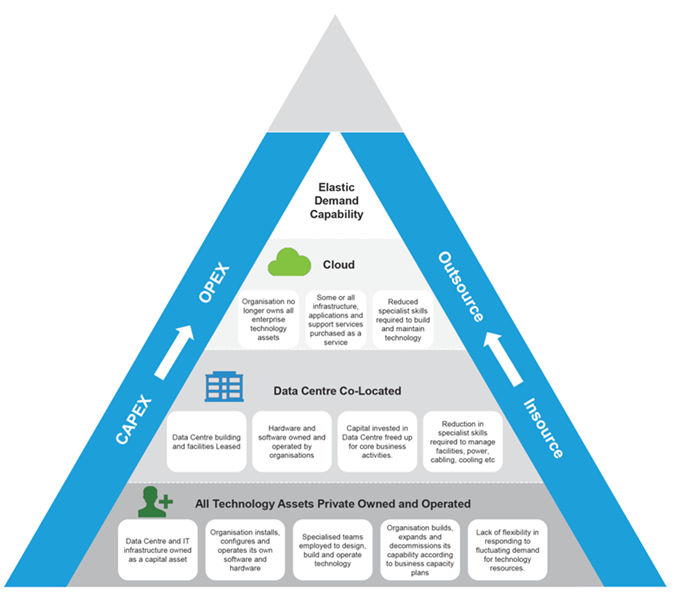 Elastic
Demand
Capability
Cloud
Organisation no
longer owns all
enterprise
technology
assets
Some or all
infrastructure,
applications and
support services
purchased as a
service
Reduced
specialist skills
required to build
and maintain
technology
OPEX
CAPEX
Outsource
Insource
Data Centre Co-Located
Data Centre building
and facilities Leased
Hardware and
software owned and
operated by
organisations
Capital invested in
Data Centre freed up
for core business
activities.
Reduction in
specialist skills
required to manage
facilities, power,
cabling, cooling etc
All Technology Assets Private Owned and Operated
Data Centre and IT
infrastructure owned
as a capital asset
Organisation installs,
configures and
operates its own
software and
hardware
Specialised teams
employed to design,
build and operate
technology
Organisation builds,
expands and
decommissions its
capability according
to business capacity
plans
Lack of flexibility in
responding to
fluctuating demand
for technology
resources.